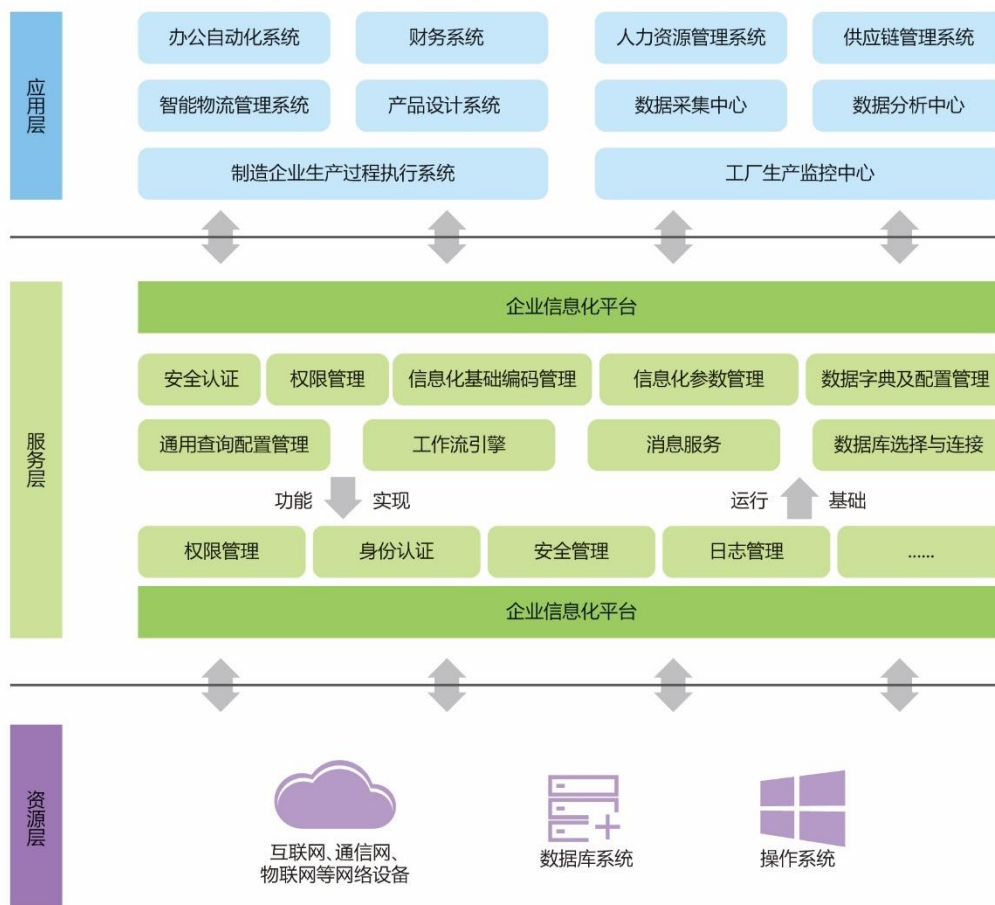 应用层
办公自动化系统
财务系统
人力资源管理系统
供应链管理系统
智能物流管理系统
产品设计系统
数据采集中心
数据分析中心
制造企业生产过程执行系统
工厂生产监控中心
服务层
企业信息化平台
安全认证
权限管理
信息化基础编码管理
信息化参数管理
数据字典及配置管理
通用查询配置管理
工作流引擎
消息服务
数据库选择与连接
功能 实现
运行 基础
权限管理
身份认证
安全管理
日志管理
......
企业信息化平台
资源层
互联网、通信网、
物联网等网络设备
数据库系统
操作系统